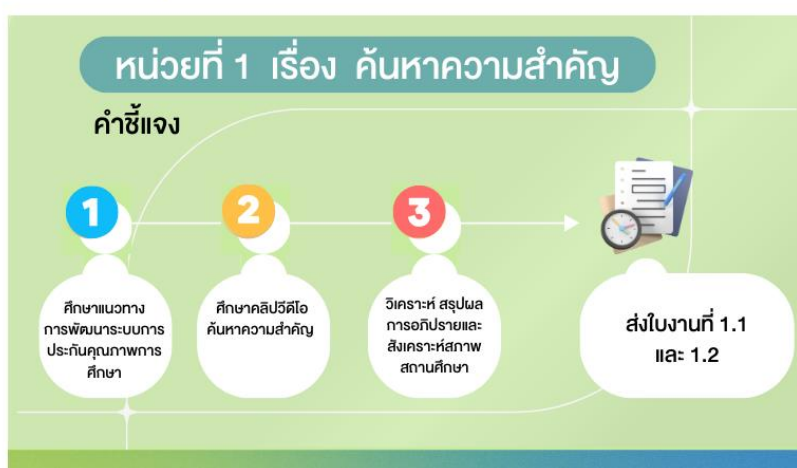 หน่วยที่ 1 เรื่อง ค้นหาความสำคัญ
คำชี้แจง
1
ศึกษาแนวทาง
การพัฒนาระบบการ
ประกันคุณภาพการ
ศึกษา
2
ศึกษาคลิปวีดีโอ
ค้นหาความสำคัญ
3
วิเคราะห์ สรุปผล
การอภิปรายและ
สังเคราะห์สภาพ
สถานศึกษา
ส่งใบงานที่ 1.1
และ 1.2